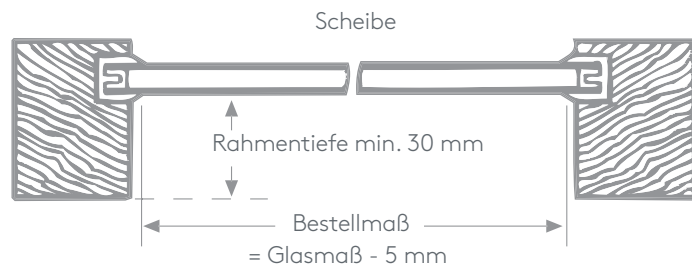 Scheibe
Rahmentiefe min. 30 mm
Bestellmaß
= Glasmaß - 5 mm